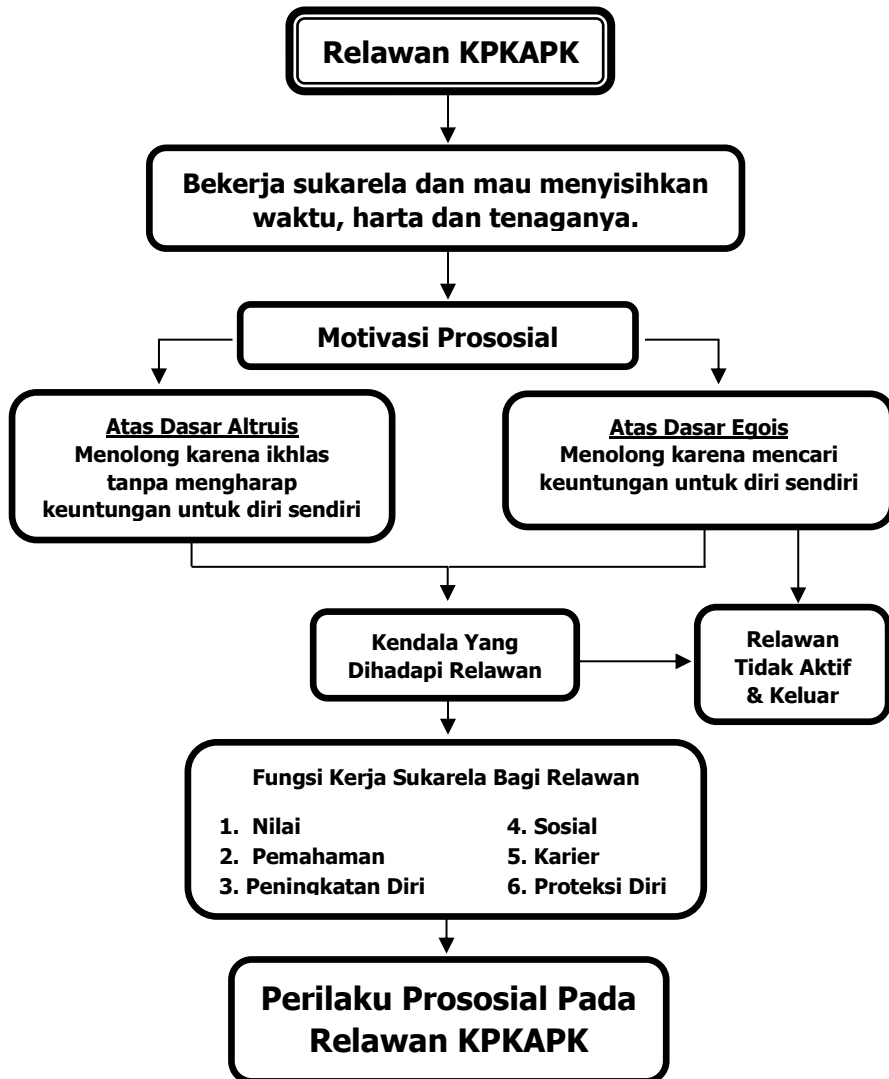 Relawan KPKAPK
Bekerja sukarela dan mau menyisihkan
waktu, harta dan tenaganya.
Motivasi Prososial
Atas Dasar Altruis
Menolong karena ikhlas
tanpa mengharap
keuntungan untuk diri sendiri
Atas Dasar Egois
Menolong karena mencari
keuntungan untuk diri sendiri
Kendala Yang
Dihadapi Relawan
Relawan
Tidak Aktif
& Keluar
Fungsi Kerja Sukarela Bagi Relawan
1. Nilai
2. Pemahaman
3. Peningkatan Diri
4. Sosial
5. Karier
6. Proteksi Diri
Perilaku Prososial Pada
Relawan KPKAPK